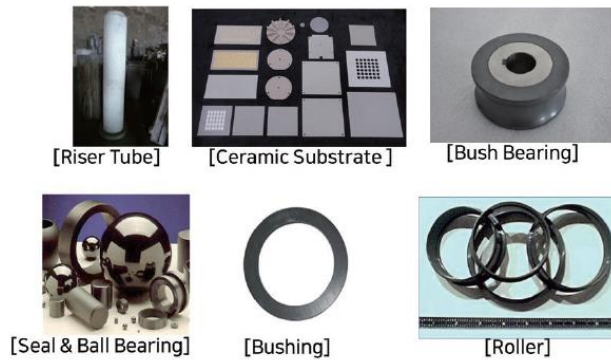 [Riser Tube]
[Ceramic Substrate ]
[Bush Bearing]
[Seal & Ball Bearing]
[Bushing]
[Roller]